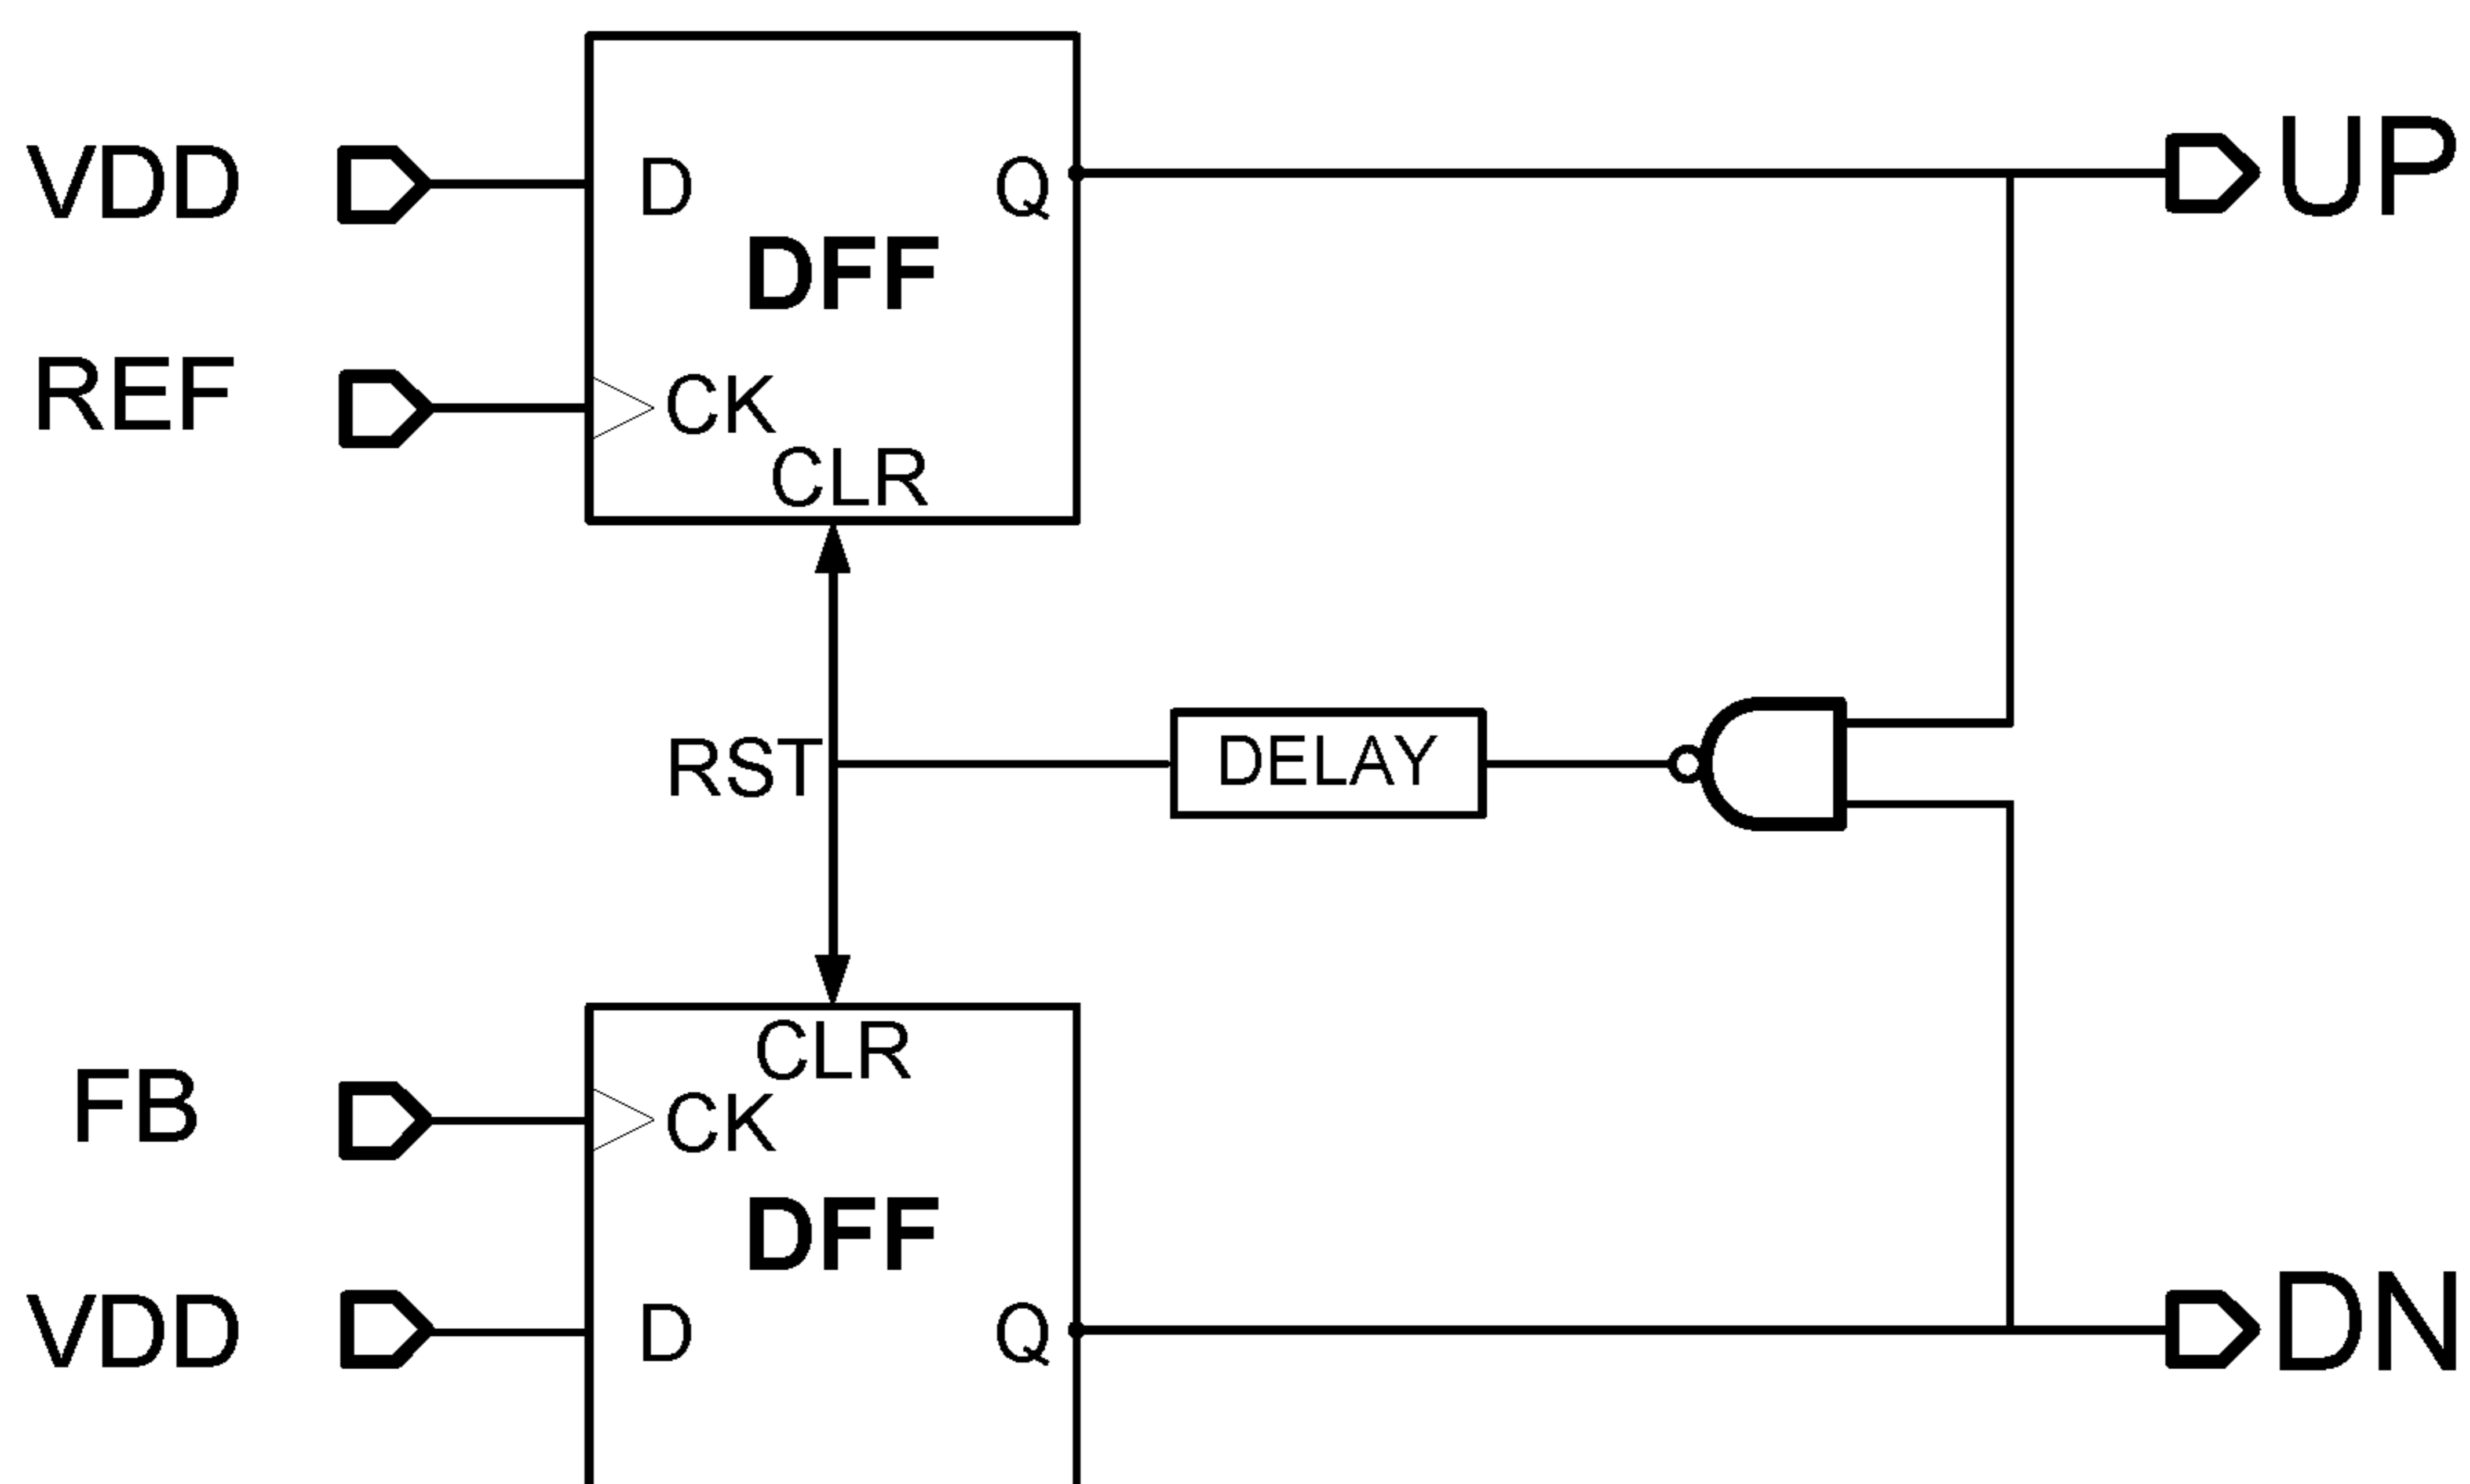 VDD
D
Q
UP
DFF
REF
CK
CLR
RST
DELAY
CLR
FB
CK
DFF
VDD
D
Q
DN